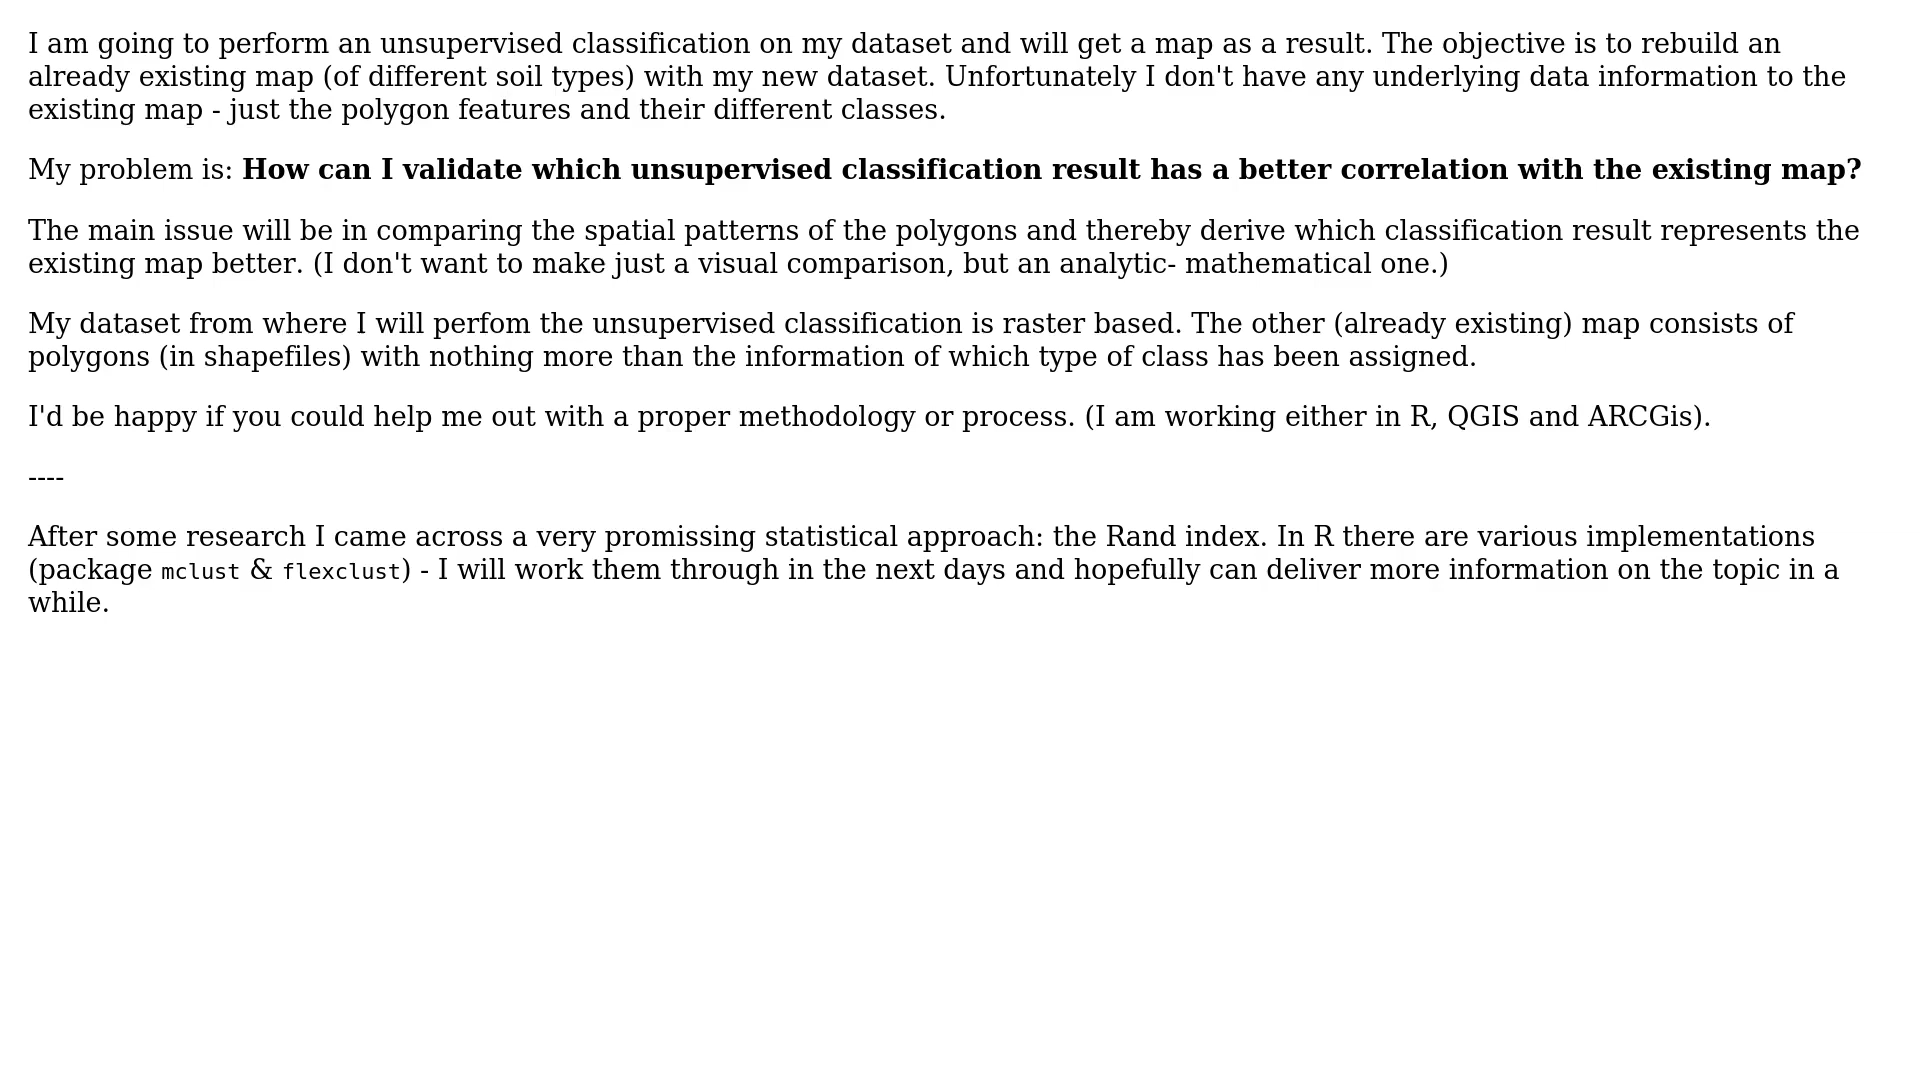 I am going to perform an unsupervised classification on my dataset and will get a map as a result. The objective is to rebuild an
already existing map (of different soil types) with my new dataset. Unfortunately I don't have any underlying data information to the
existing map - just the polygon features and their different classes.
My problem is: How can I validate which unsupervised classification result has a better correlation with the existing map?
The main issue will be in comparing the spatial patterns of the polygons and thereby derive which classification result represents the
existing map better. (I don't want to make just a visual comparison, but an analytic- mathematical one.)
My dataset from where I will perfom the unsupervised classification is raster based. The other (already existing) map consists of
polygons (in shapefiles) with nothing more than the information of which type of class has been assigned.
I'd be happy if you could help me out with a proper methodology or process. (I am working either in R, QGIS and ARCGis).
----
After some research I came across a very promissing statistical approach: the Rand index. In R there are various implementations
(package mclust & flexclust) - I will work them through in the next days and hopefully can deliver more information on the topic in a
while.